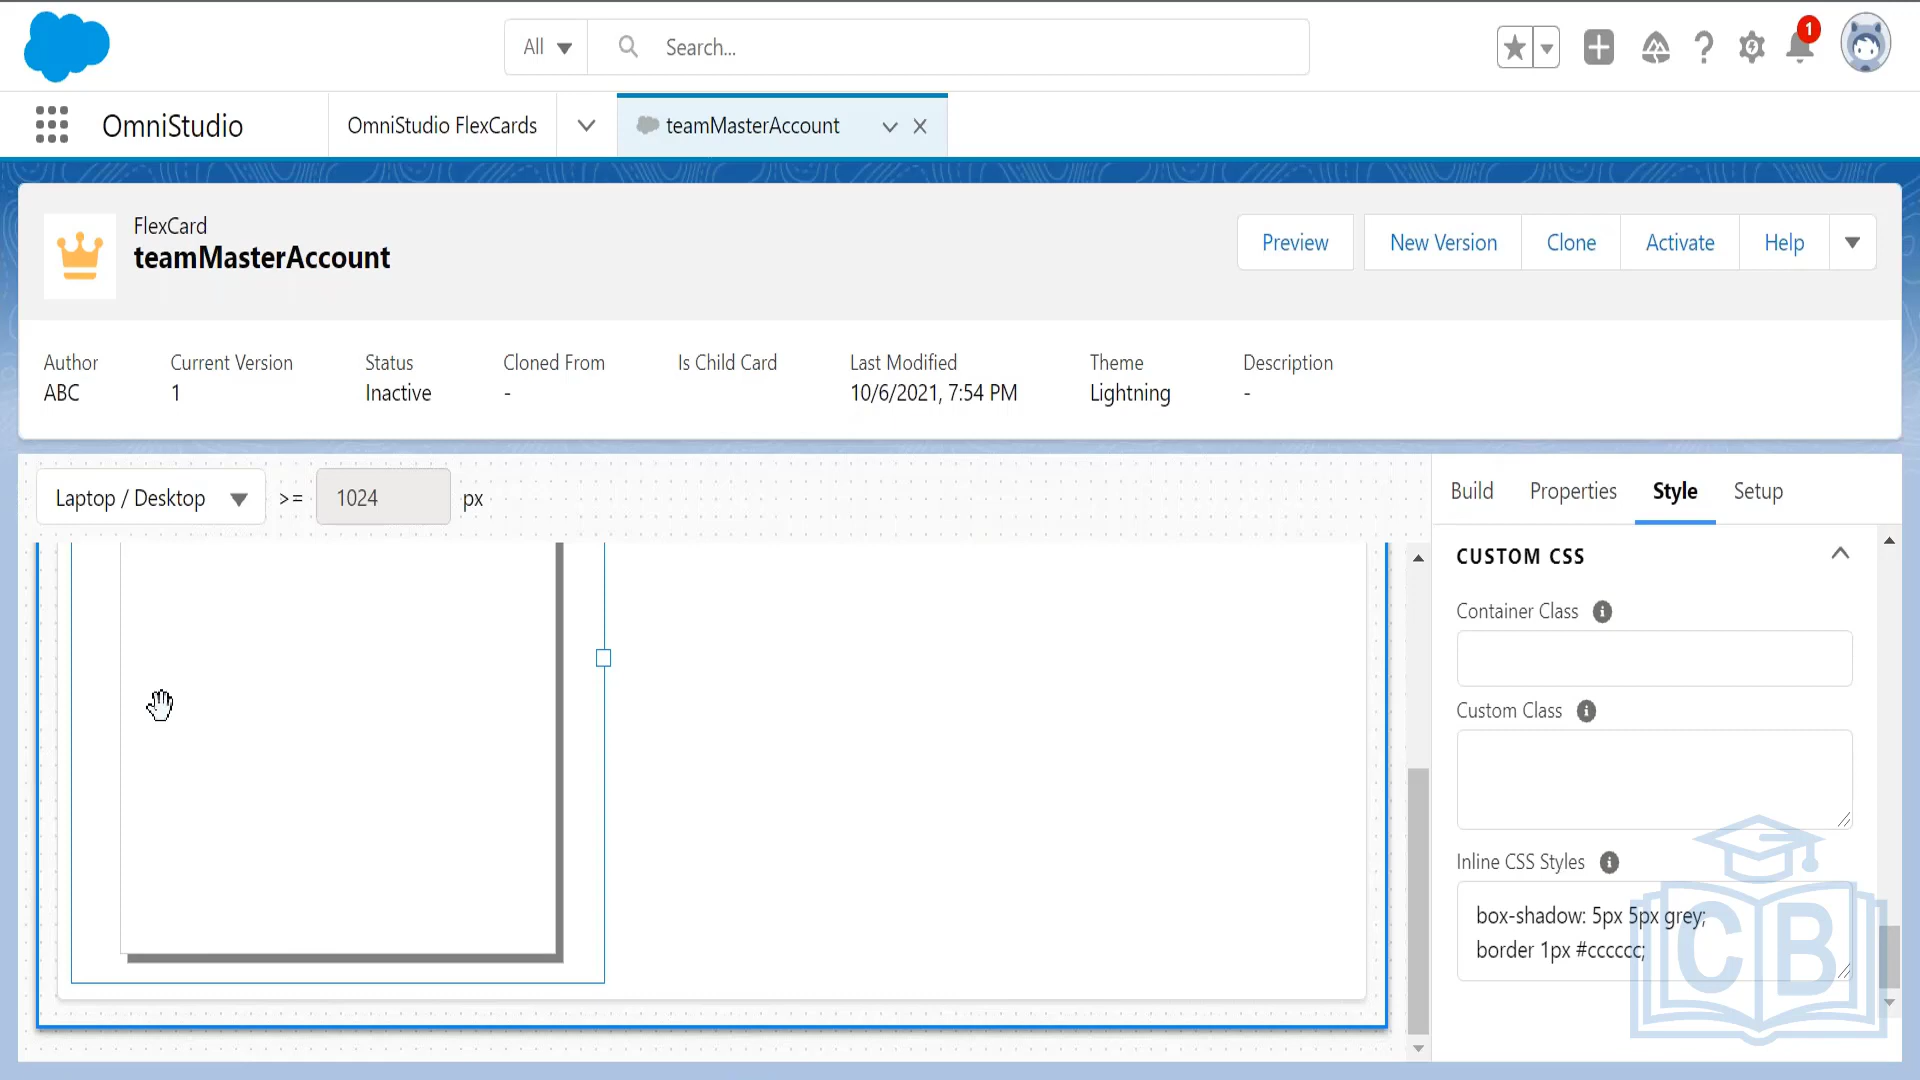 All
Search...
1
OmniStudio
OmniStudio FlexCards
teamMasterAccount
FlexCard
teamMasterAccount
Preview
New Version
Clone
Activate
Help
Author
Current Version
Status
Cloned From
Is Child Card
Last Modified
Theme
Description
ABC
1
Inactive
-
10/6/2021, 7:54 PM
Lightning
-
Laptop / Desktop
>=
1024
px
Build
Properties
Style
Setup
CUSTOM CSS
Container Class
Custom Class
Inline CSS Styles
box-shadow: 5px 5px grey;
border 1px #cccccc;
CB